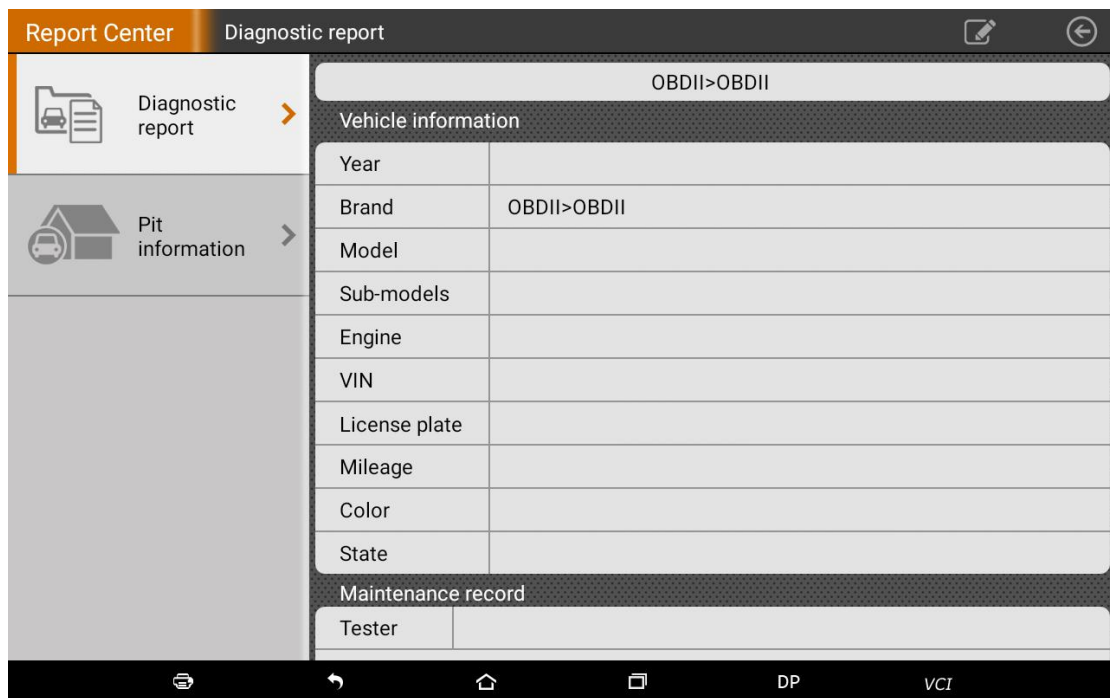 Report Center
Diagnostic report
Diagnostic
report
Pit
information
OBDII>OBDII
Vehicle information
Year
Brand OBDII>OBDII
Model
Sub-models
Engine
VIN
License plate
Mileage
Color
State
Maintenance record
Tester
DP
VCI